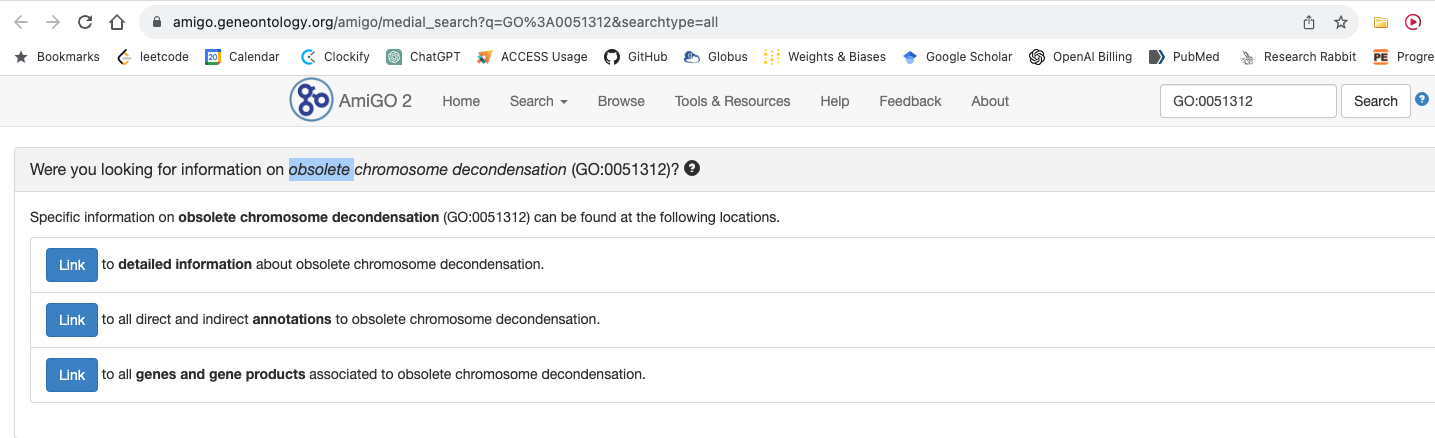 amigo.geneontology.org/amigo/medial_search?q=GO%3A0051312&searchtype=all
Bookmarks leetcode 20 Calendar Clockify ChatGPT ACCESS Usage GitHub Globus Weights & Biases Google Scholar OpenAI Billing PubMed Research Rabbit PE Progre
go AmiGO 2 Home Search Browse Tools & Resources Help Feedback About GO:0051312 Search ?
Were you looking for information on obsolete chromosome decondensation (GO:0051312)? ?
Specific information on obsolete chromosome decondensation (GO:0051312) can be found at the following locations.
Link to detailed information about obsolete chromosome decondensation.
Link to all direct and indirect annotations to obsolete chromosome decondensation.
Link to all genes and gene products associated to obsolete chromosome decondensation.